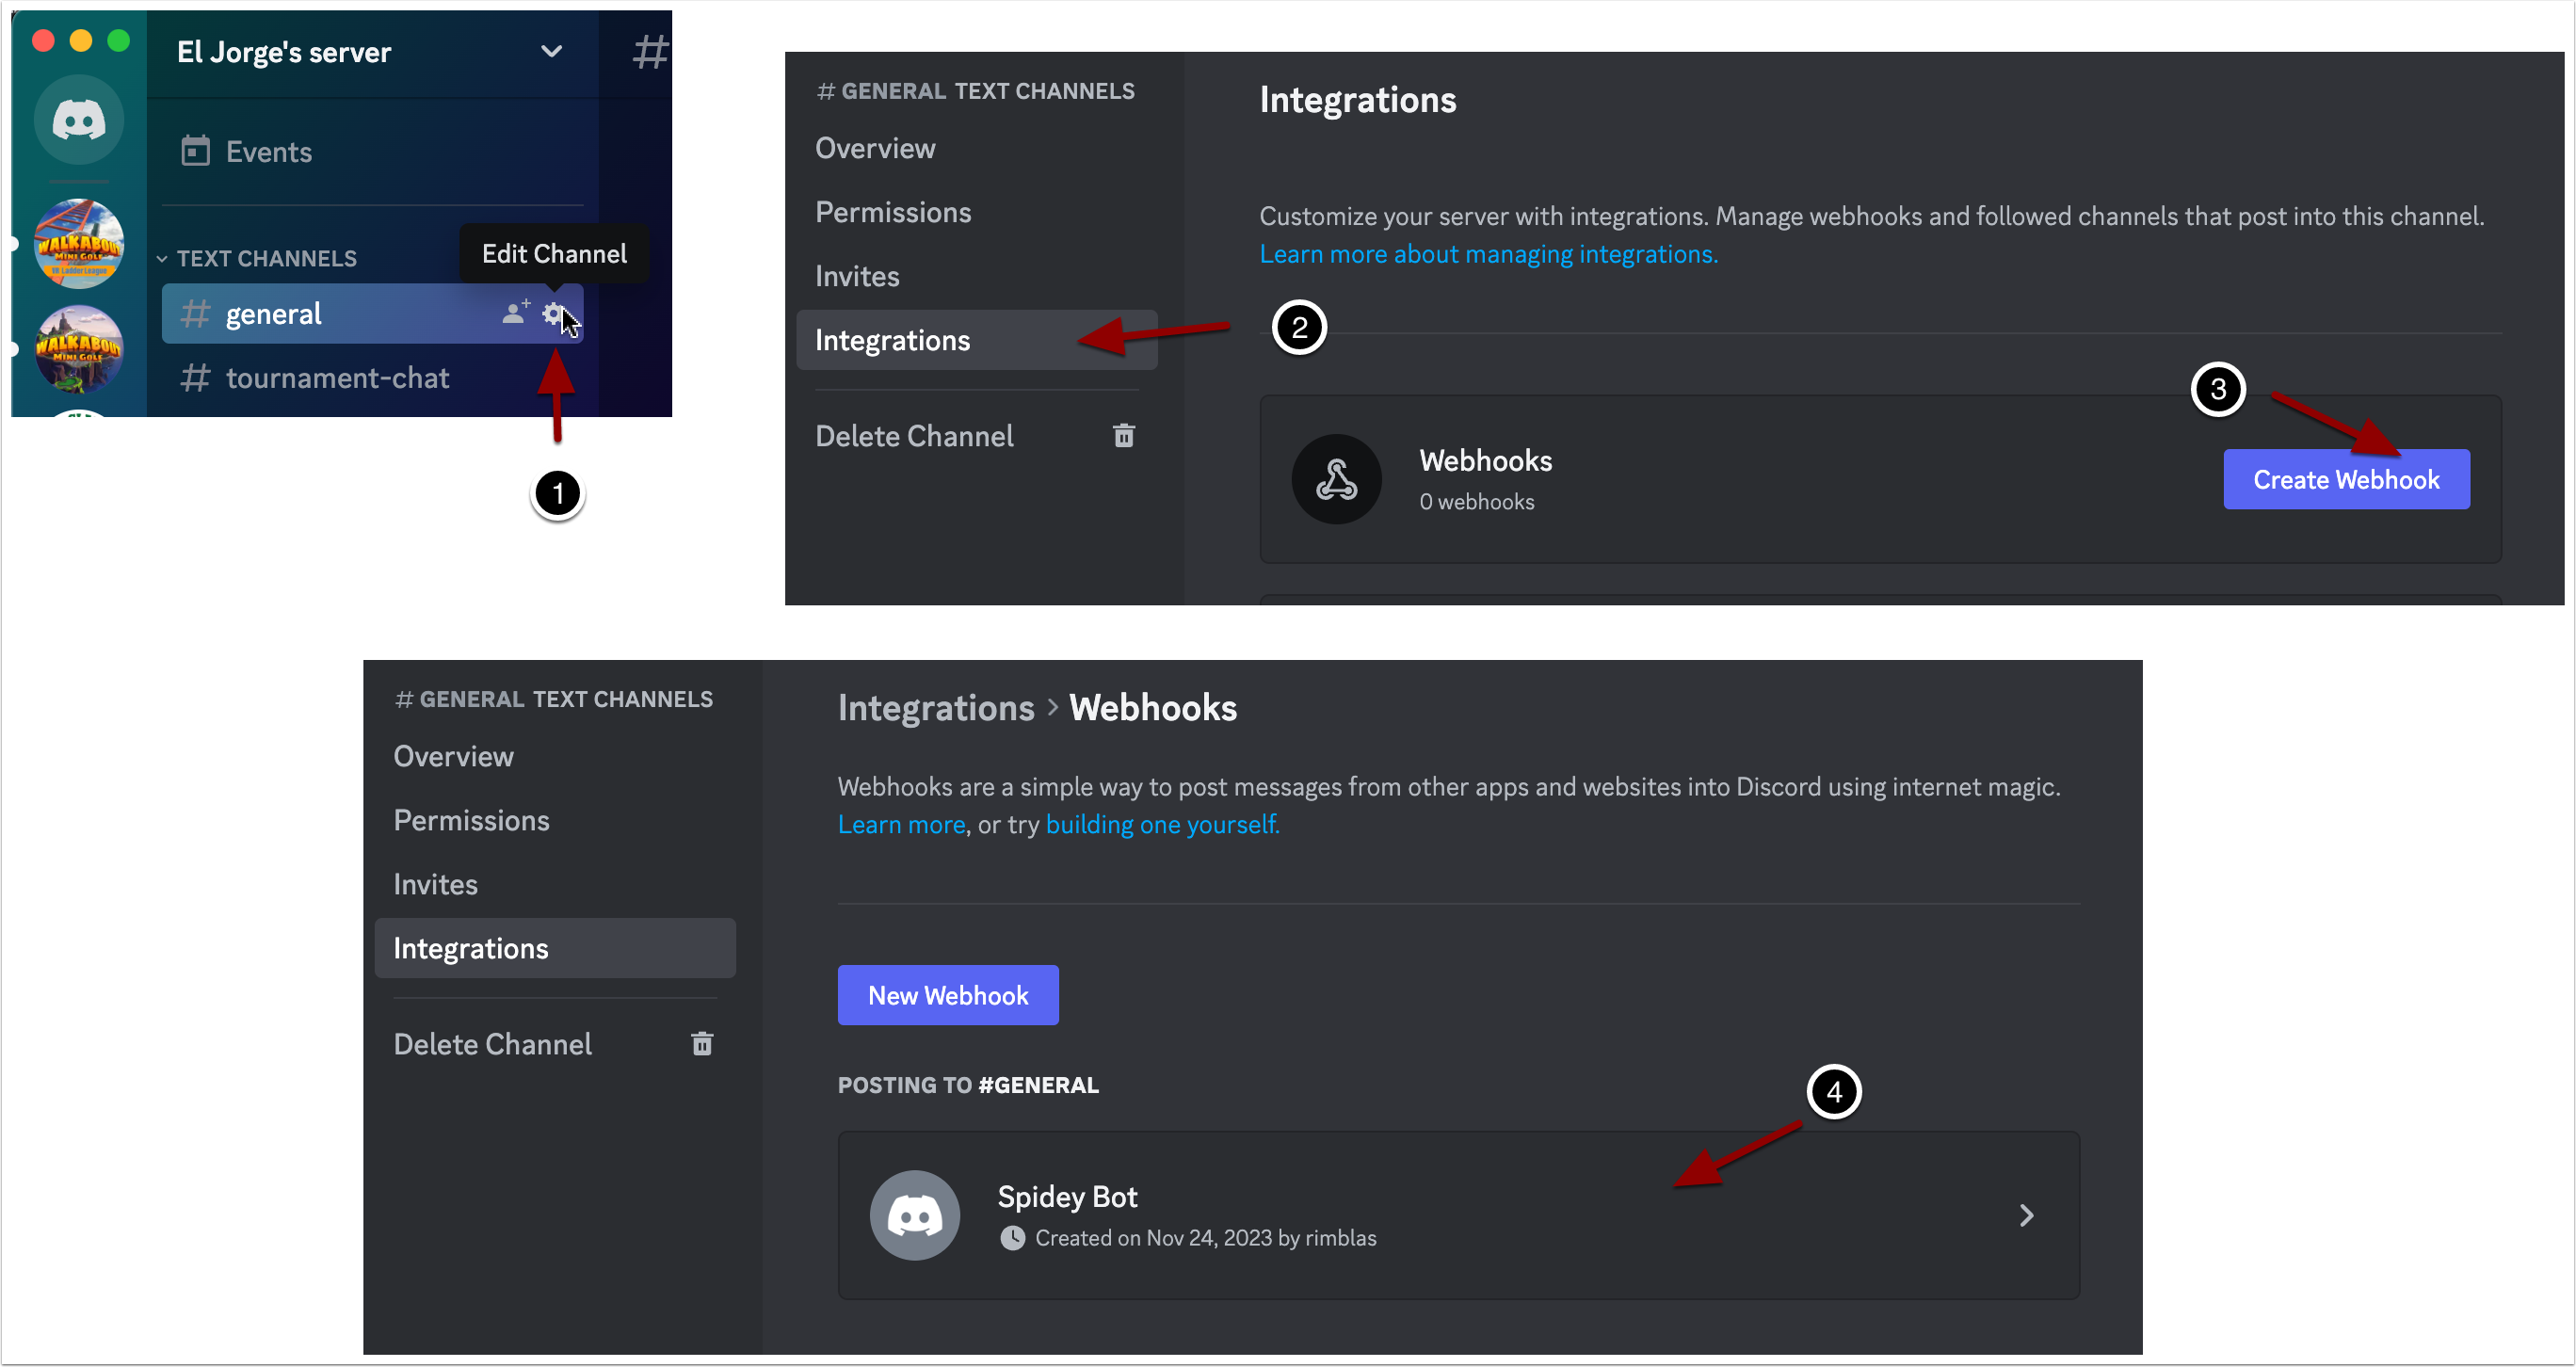 El Jorge's server
Events
TEXT CHANNELS
Edit Channel
general
tournament-chat
WALKABOUT
MINI GOLF
VR Ladder League
WALKABOUT
MINI GOLF
1
# GENERAL TEXT CHANNELS
Overview
Permissions
Invites
Integrations
Delete Channel
Integrations
Customize your server with integrations. Manage webhooks and followed channels that post into this channel.
Learn more about managing integrations.
2
3
Webhooks
0 webhooks
Create Webhook
# GENERAL TEXT CHANNELS
Overview
Permissions
Invites
Integrations
Delete Channel
Integrations > Webhooks
Webhooks are a simple way to post messages from other apps and websites into Discord using internet magic.
Learn more, or try building one yourself.
New Webhook
POSTING TO #GENERAL
4
Spidey Bot
Created on Nov 24, 2023 by rimblas